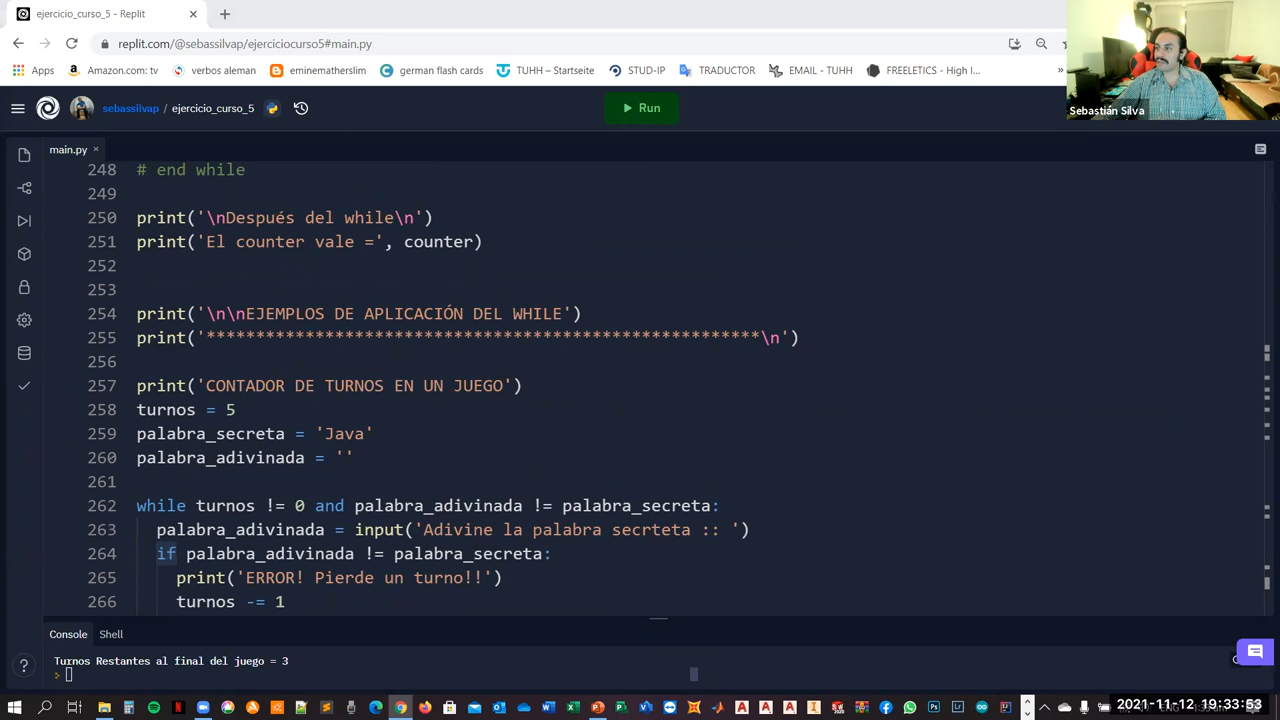 ejercicio_curso_5 - Replit
replit.com/@sebassilvap/ejerciciocurso5#main.py
Apps
Amazon.com: tv
verbos aleman
eminematherslim
german flash cards
TUHH – Startseite
STUD-IP
TRADUCTOR
EMAIL - TUHH
FREELETICS - High-...
»
sebassilvap / ejercicio_curso_5
Run
Sebastián Silva
main.py
248 # end while
249
250 print('\nDespués del while\n')
251 print('El counter vale =', counter)
252
253
254 print('\n\nEJEMPLOS DE APLICACIÓN DEL WHILE')
255 print('********************************************************\n')
256
257 print('CONTADOR DE TURNOS EN UN JUEGO')
258 turnos = 5
259 palabra_secreta = 'Java'
260 palabra_adivinada = ''
261
262 while turnos != 0 and palabra_adivinada != palabra_secreta:
263 palabra_adivinada = input('Adivine la palabra secrteta :: ')
264 if palabra_adivinada != palabra_secreta:
265 print('ERROR! Pierde un turno!!')
266 turnos -= 1
Console Shell
Turnos Restantes al final del juego = 3
>
2021-11-12 19:33:53